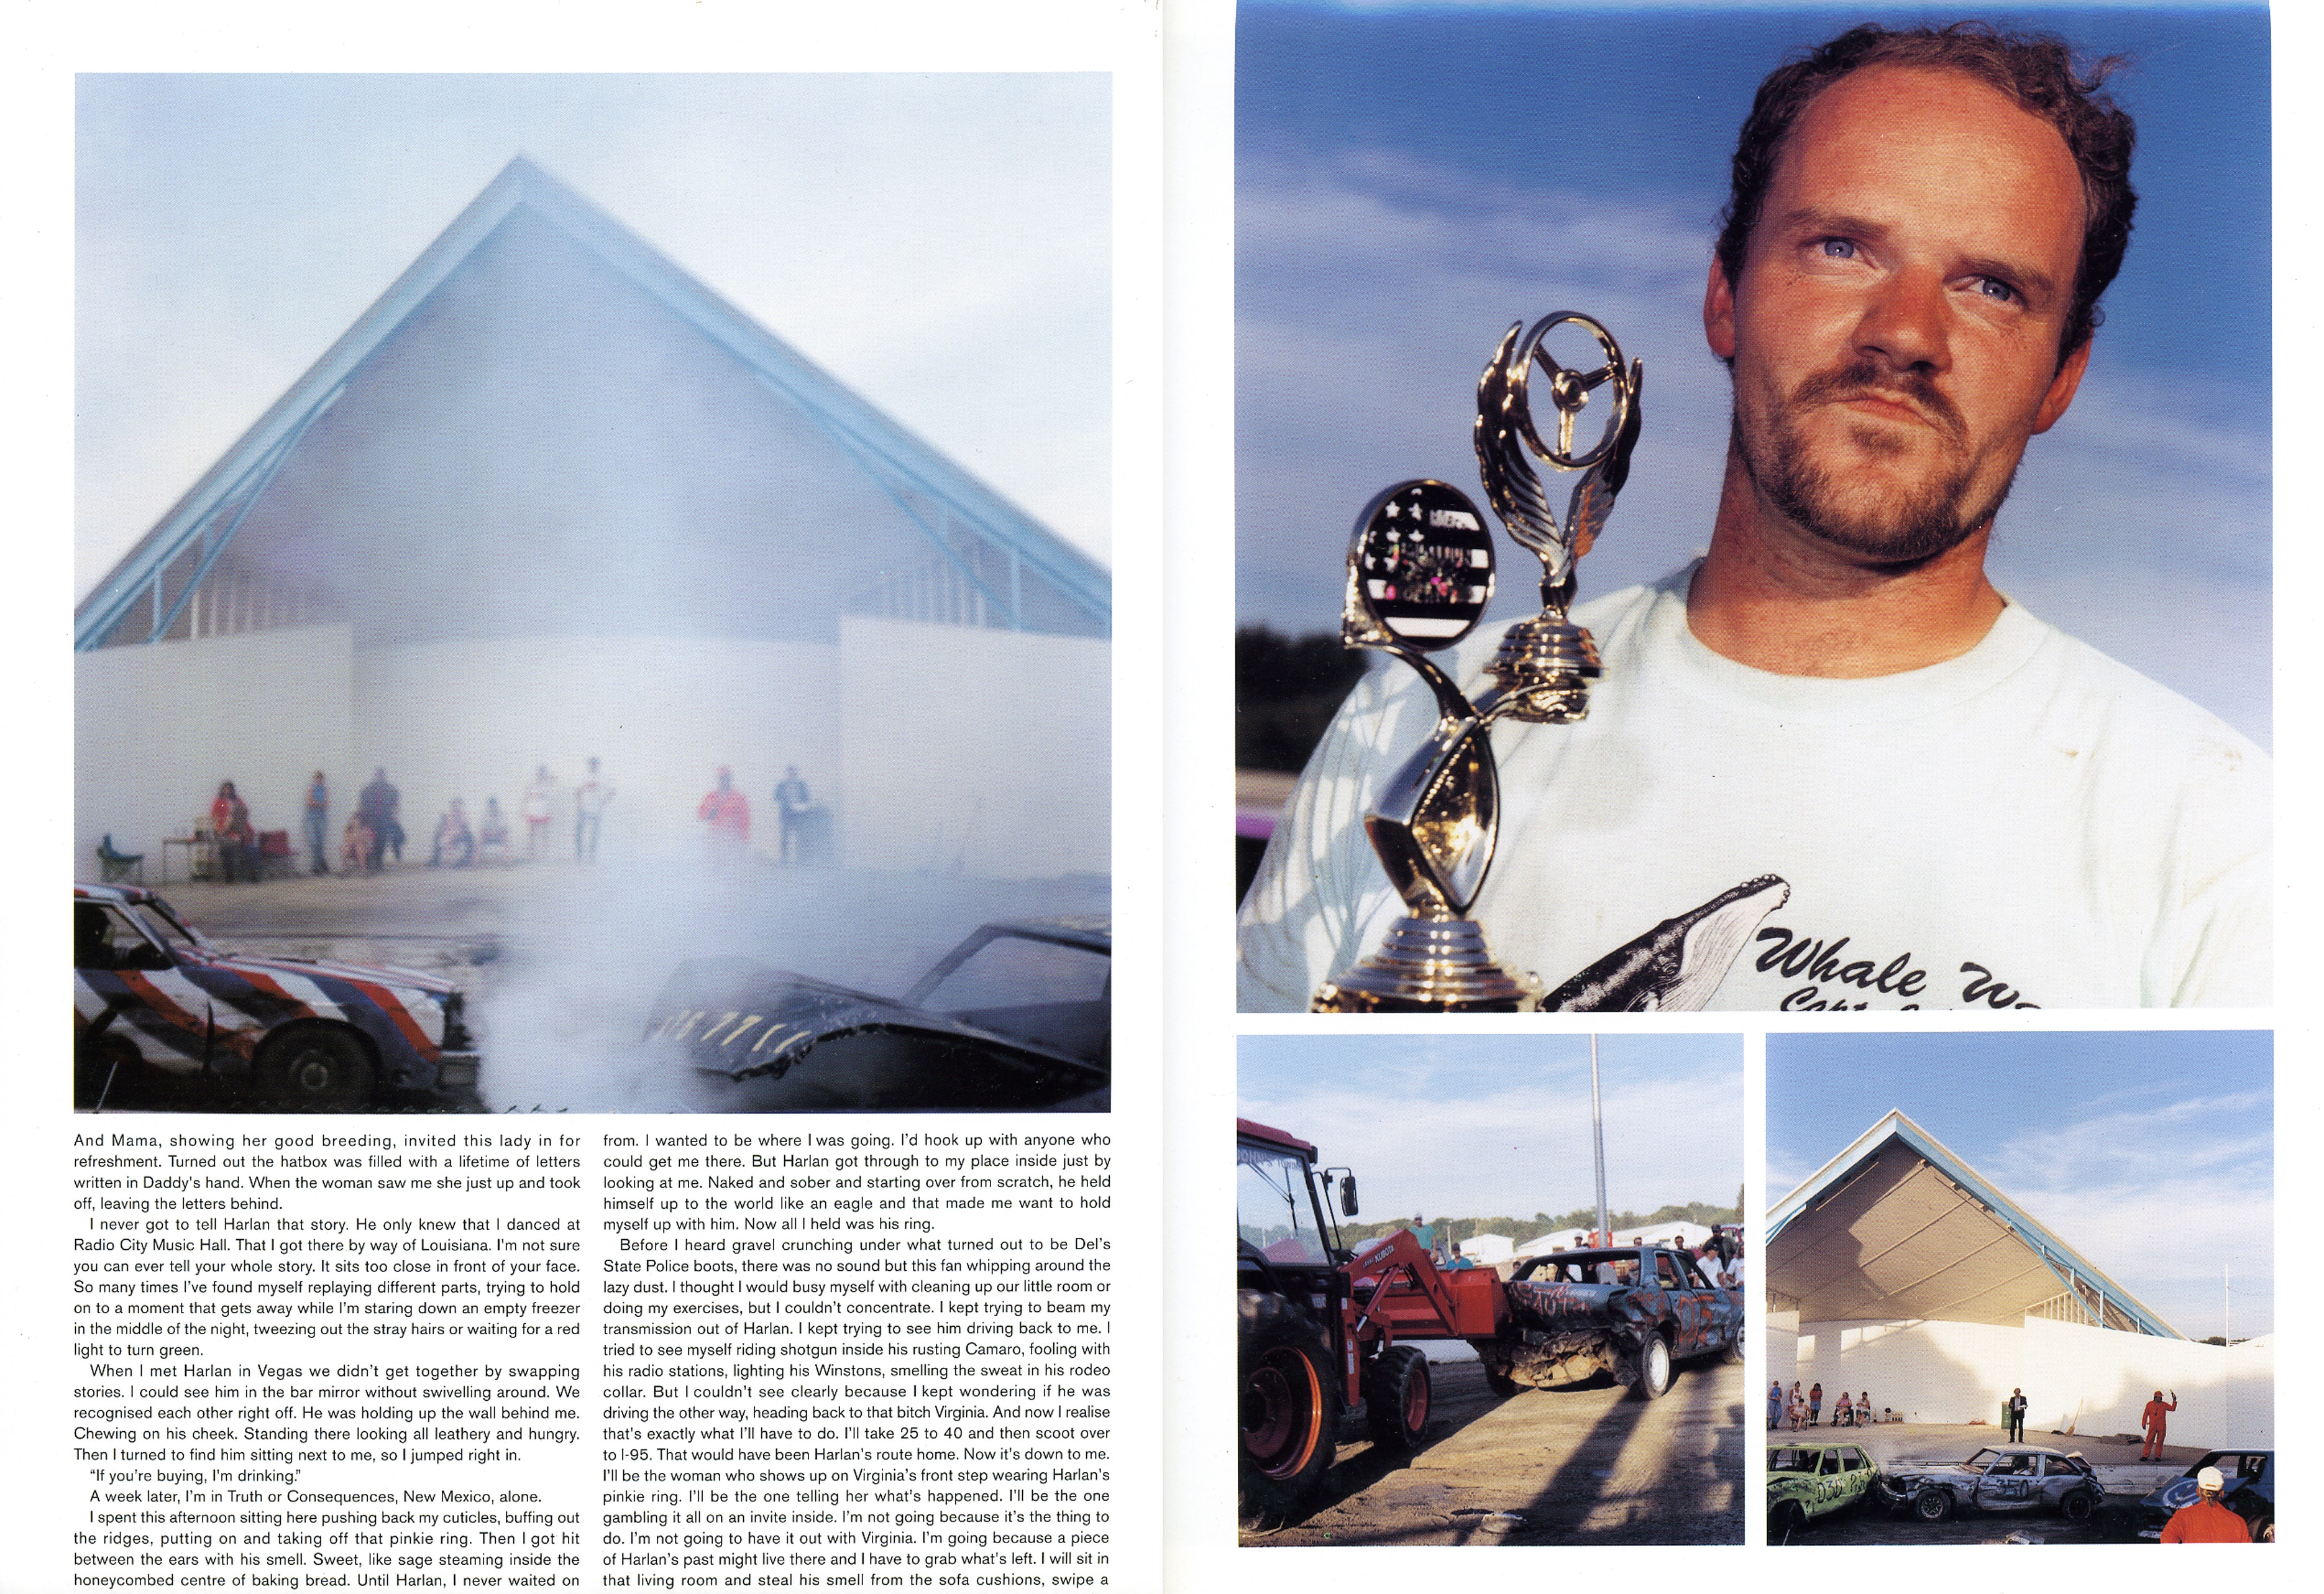 And Mama, showing her good breeding, invited this lady in for
refreshment. Turned out the hatbox was filled with a lifetime of letters
written in Daddy's hand. When the woman saw me she just up and took
off, leaving the letters behind.
I never got to tell Harlan that story. He only knew that I danced at
Radio City Music Hall. That I got there by way of Louisiana. I'm not sure
you can ever tell your whole story. It sits too close in front of your face.
So many times I've found myself replaying different parts, trying to hold
on to a moment that gets away while I'm staring down an empty freezer
in the middle of the night, tweezing out the stray hairs or waiting for a red
light to turn green.
When I met Harlan in Vegas we didn't get together by swapping
stories. I could see him in the bar mirror without swivelling around. We
recognised each other right off. He was holding up the wall behind me.
Chewing on his cheek. Standing there looking all leathery and hungry.
Then I turned to find him sitting next to me, so I jumped right in.
“If you're buying, I'm drinking.”
A week later, I'm in Truth or Consequences, New Mexico, alone.
I spent this afternoon sitting here pushing back my cuticles, buffing out
the ridges, putting on and taking off that pinkie ring. Then I got hit
between the ears with his smell. Sweet, like sage steaming inside the
honeycombed centre of baking bread. Until Harlan, I never waited on
from. I wanted to be where I was going. I'd hook up with anyone who
could get me there. But Harlan got through to my place inside just by
looking at me. Naked and sober and starting over from scratch, he held
himself up to the world like an eagle and that made me want to hold
myself up with him. Now all I held was his ring.
Before I heard gravel crunching under what turned out to be Del's
State Police boots, there was no sound but this fan whipping around the
lazy dust. I thought I would busy myself with cleaning up our little room or
doing my exercises, but I couldn't concentrate. I kept trying to beam my
transmission out of Harlan. I kept trying to see him driving back to me. I
tried to see myself riding shotgun inside his rusting Camaro, fooling with
his radio stations, lighting his Winstons, smelling the sweat in his rodeo
collar. But I couldn't see clearly because I kept wondering if he was
driving the other way, heading back to that bitch Virginia. And now I realise
that's exactly what I'll have to do. I'll take 25 to 40 and then scoot over
to I-95. That would have been Harlan's route home. Now it's down to me.
I'll be the woman who shows up on Virginia's front step wearing Harlan's
pinkie ring. I'll be the one telling her what's happened. I'll be the one
gambling it all on an invite inside. I'm not going because it's the thing to
do. I'm not going to have it out with Virginia. I'm going because a piece
of Harlan's past might live there and I have to grab what's left. I will sit in
that living room and steal his smell from the sofa cushions, swipe a
Whale W
Capt
KUBOTA
030
350